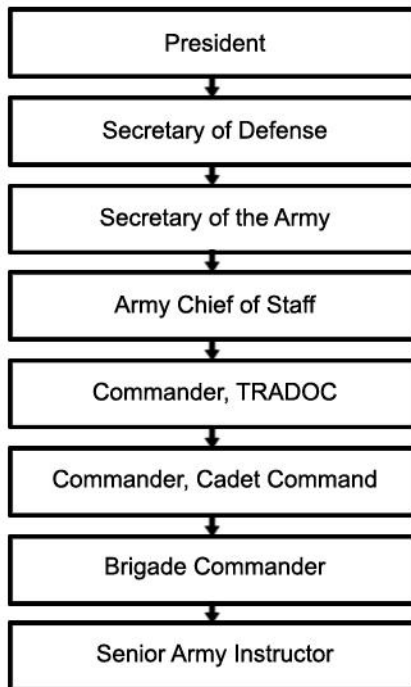 President
Secretary of Defense
Secretary of the Army
Army Chief of Staff
Commander, TRADOC
Commander, Cadet Command
Brigade Commander
Senior Army Instructor